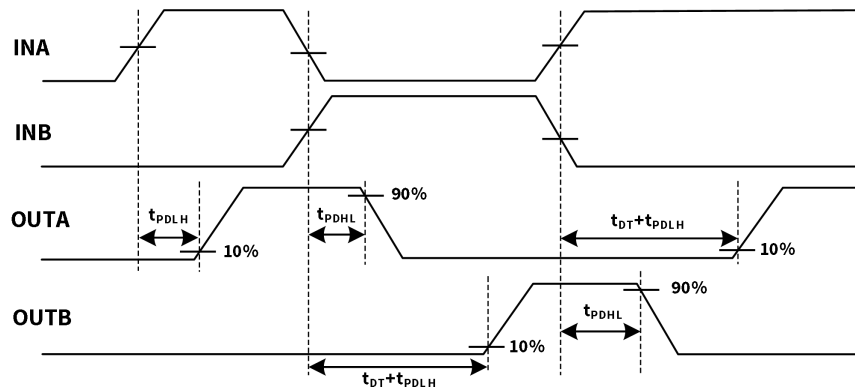 INA
INB
OUTA
tPDLH
10%
tPDHL
90%
tDT+tPDLH
10%
OUTB
tDT+tPDLH
10%
tPDHL
90%